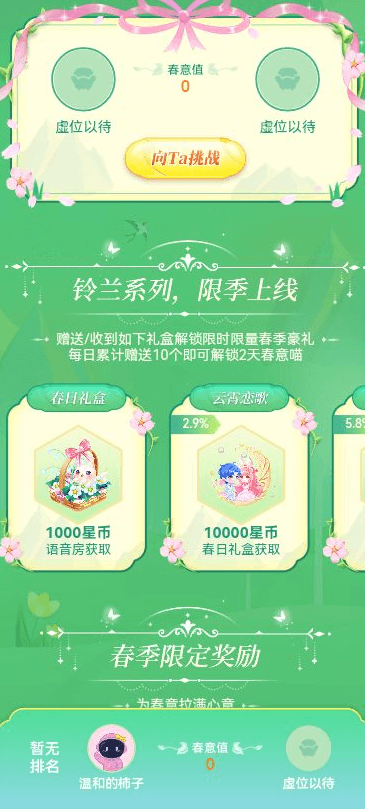 春意值
0
虚位以待
虚位以待
向Ta挑战
铃兰系列，限季上线
赠送/收到如下礼盒解锁限时限量春季豪礼
每日累计赠送10个即可解锁2天春意喵
春日礼盒
云霄恋歌
2.9%
5.8%
1000星币
语音房获取
10000星币
春日礼盒获取
春季限定奖励
为春意拉满心意
暂无
排名
温和的柿子
春意值
0
虚位以待